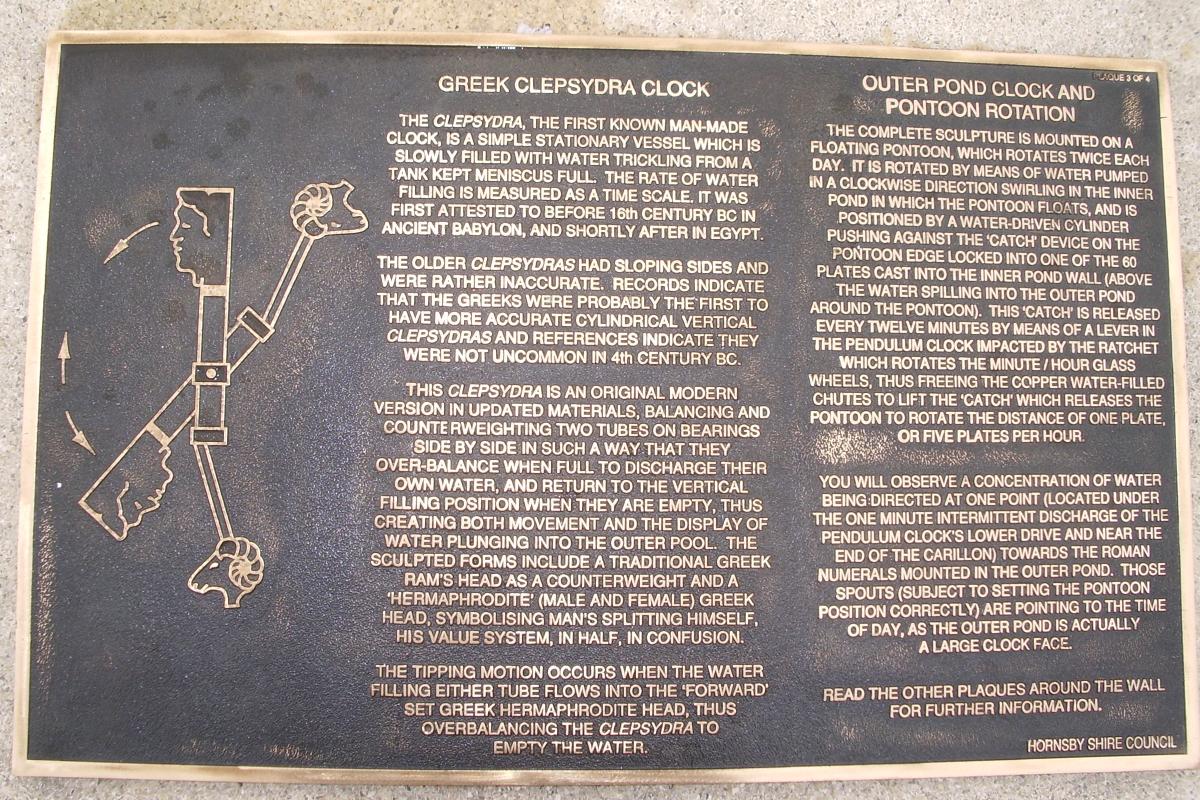 PLAQUE 3 OF 4
GREEK CLEPSYDRA CLOCK
THE CLEPSYDRA, THE FIRST KNOWN MAN-MADE
CLOCK, IS A SIMPLE STATIONARY VESSEL WHICH IS
SLOWLY FILLED WITH WATER TRICKLING FROM A
TANK KEPT MENISCUS FULL. THE RATE OF WATER
FILLING IS MEASURED AS A TIME SCALE. IT WAS
FIRST ATTESTED TO BEFORE 16th CENTURY BC IN
ANCIENT BABYLON, AND SHORTLY AFTER IN EGYPT.
THE OLDER CLEPSYDRAS HAD SLOPING SIDES AND
WERE RATHER INACCURATE. RECORDS INDICATE
THAT THE GREEKS WERE PROBABLY THE FIRST TO
HAVE MORE ACCURATE CYLINDRICAL VERTICAL
CLEPSYDRAS AND REFERENCES INDICATE THEY
WERE NOT UNCOMMON IN 4th CENTURY BC.
THIS CLEPSYDRA IS AN ORIGINAL MODERN
VERSION IN UPDATED MATERIALS, BALANCING AND
COUNTERWEIGHTING TWO TUBES ON BEARINGS
SIDE BY SIDE IN SUCH A WAY THAT THEY
OVER-BALANCE WHEN FULL TO DISCHARGE THEIR
OWN WATER, AND RETURN TO THE VERTICAL
FILLING POSITION WHEN THEY ARE EMPTY, THUS
CREATING BOTH MOVEMENT AND THE DISPLAY OF
WATER PLUNGING INTO THE OUTER POOL. THE
SCULPTED FORMS INCLUDE A TRADITIONAL GREEK
RAM'S HEAD AS A COUNTERWEIGHT AND A
'HERMAPHRODITE' (MALE AND FEMALE) GREEK
HEAD, SYMBOLISING MAN'S SPLITTING HIMSELF,
HIS VALUE SYSTEM, IN HALF, IN CONFUSION.
THE TIPPING MOTION OCCURS WHEN THE WATER
FILLING EITHER TUBE FLOWS INTO THE 'FORWARD'
SET GREEK HERMAPHRODITE HEAD, THUS
OVERBALANCING THE CLEPSYDRA TO
EMPTY THE WATER.
OUTER POND CLOCK AND
PONTOON ROTATION
THE COMPLETE SCULPTURE IS MOUNTED ON A
FLOATING PONTOON, WHICH ROTATES TWICE EACH
DAY. IT IS ROTATED BY MEANS OF WATER PUMPED
IN A CLOCKWISE DIRECTION SWIRLING IN THE INNER
POND IN WHICH THE PONTOON FLOATS, AND IS
POSITIONED BY A WATER-DRIVEN CYLINDER
PUSHING AGAINST THE 'CATCH' DEVICE ON THE
PONTOON EDGE LOCKED INTO ONE OF THE 60
PLATES CAST INTO THE INNER POND WALL (ABOVE
THE WATER SPILLING INTO THE OUTER POND
AROUND THE PONTOON). THIS 'CATCH' IS RELEASED
EVERY TWELVE MINUTES BY MEANS OF A LEVER IN
THE PENDULUM CLOCK IMPACTED BY THE RATCHET
WHICH ROTATES THE MINUTE / HOUR GLASS
WHEELS, THUS FREEING THE COPPER WATER-FILLED
CHUTES TO LIFT THE 'CATCH' WHICH RELEASES THE
PONTOON TO ROTATE THE DISTANCE OF ONE PLATE,
OR FIVE PLATES PER HOUR.
YOU WILL OBSERVE A CONCENTRATION OF WATER
BEING DIRECTED AT ONE POINT (LOCATED UNDER
THE ONE MINUTE INTERMITTENT DISCHARGE OF THE
PENDULUM CLOCK'S LOWER DRIVE AND NEAR THE
END OF THE CARILLON) TOWARDS THE ROMAN
NUMERALS MOUNTED IN THE OUTER POND. THOSE
SPOUTS (SUBJECT TO SETTING THE PONTOON
POSITION CORRECTLY) ARE POINTING TO THE TIME
OF DAY, AS THE OUTER POND IS ACTUALLY
A LARGE CLOCK FACE.
READ THE OTHER PLAQUES AROUND THE WALL
FOR FURTHER INFORMATION.
HORNSBY SHIRE COUNCIL